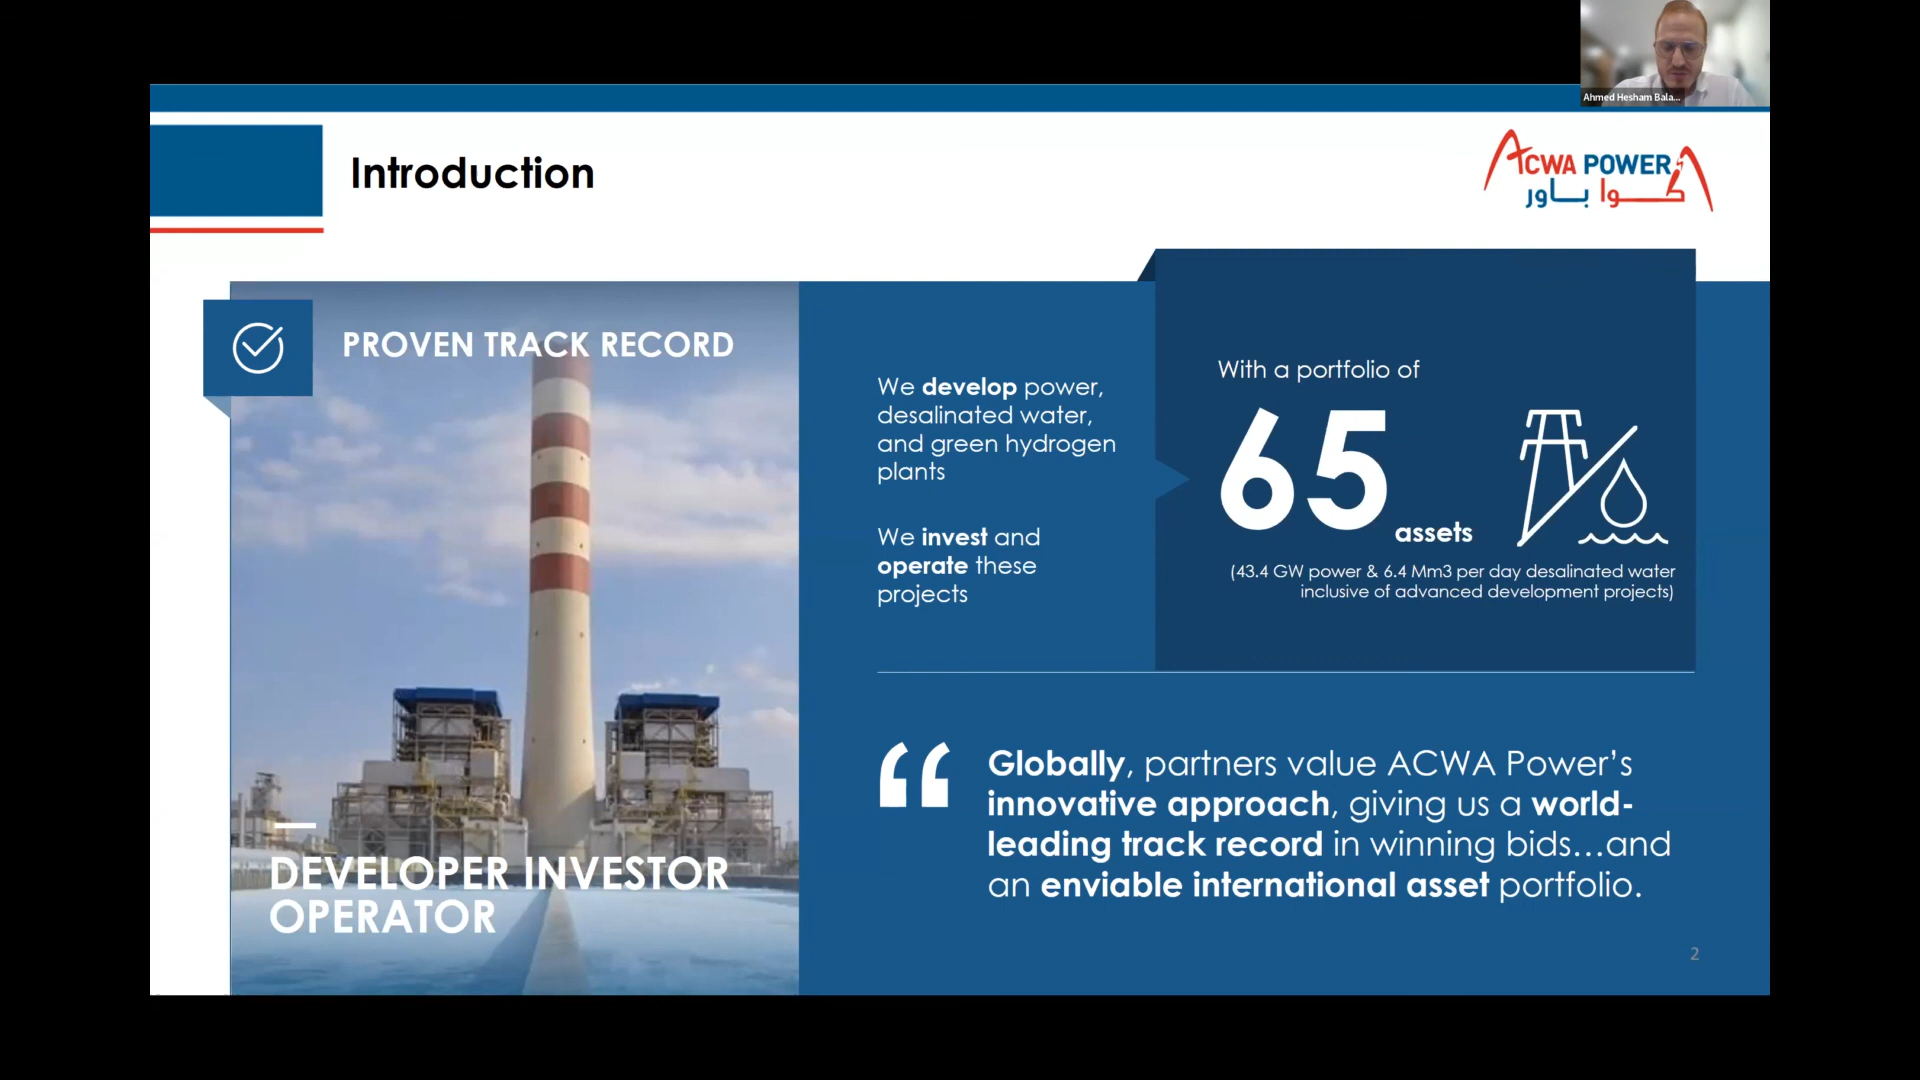 Ahmed Hesham Bala...
Introduction
ACWA POWER
أكوا باور
PROVEN TRACK RECORD
DEVELOPER INVESTOR
OPERATOR
We develop power,
desalinated water,
and green hydrogen
plants
We invest and
operate these
projects
With a portfolio of
65
assets
(43.4 GW power & 6.4 Mm3 per day desalinated water
inclusive of advanced development projects)
“
Globally, partners value ACWA Power’s
innovative approach, giving us a world-
leading track record in winning bids...and
an enviable international asset portfolio.
2